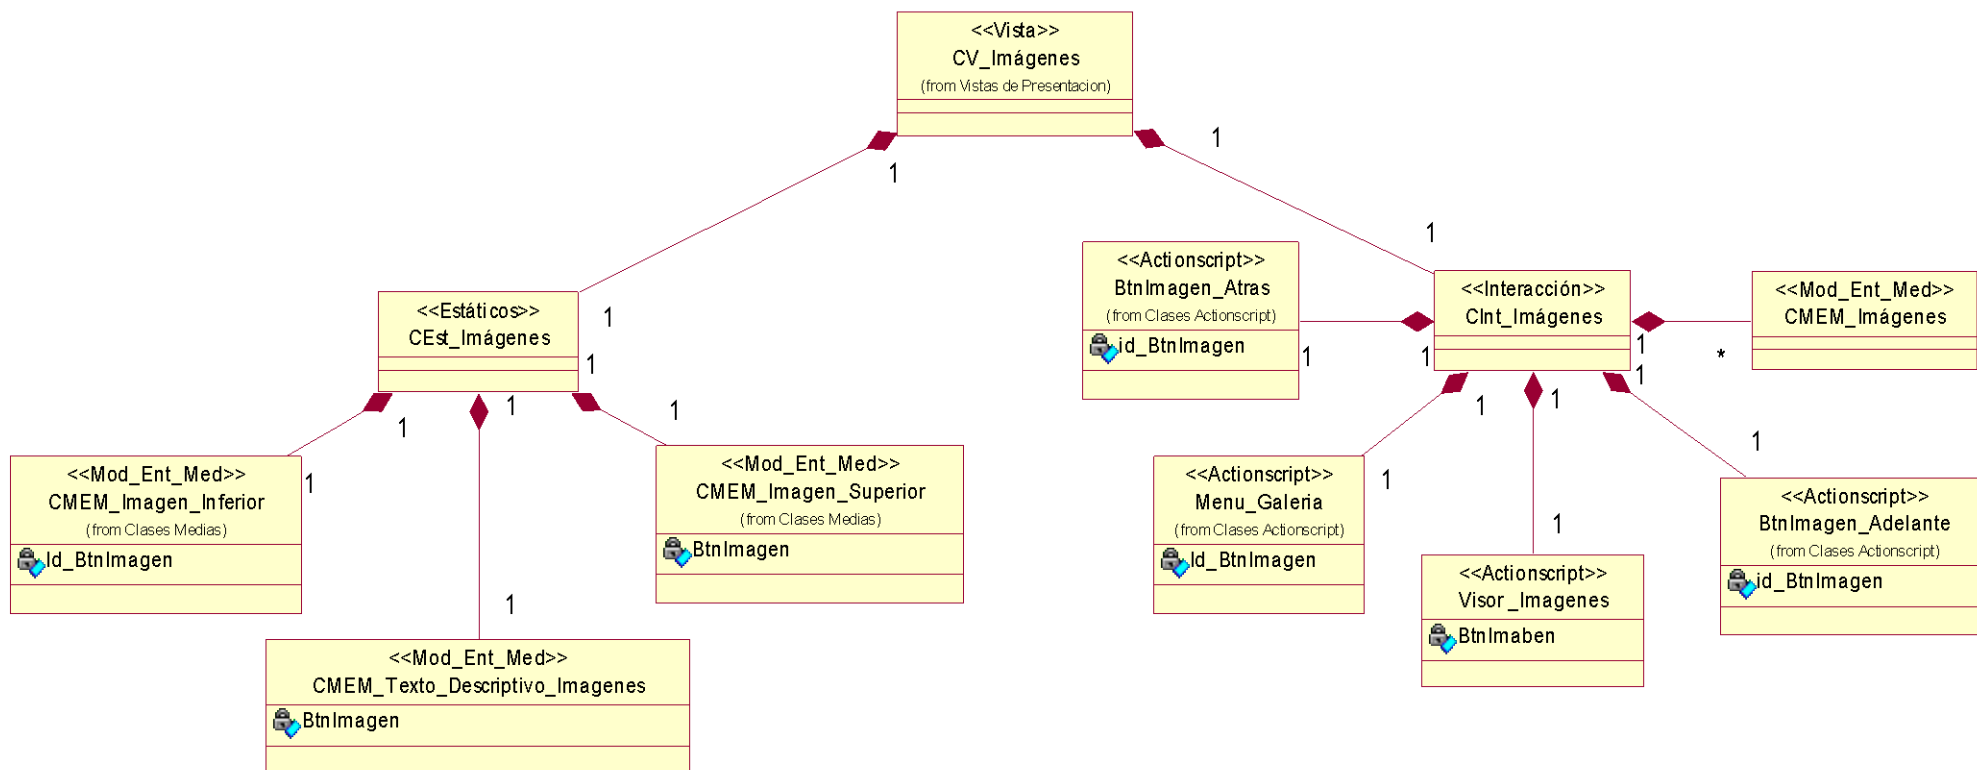 <<Vista>>
CV_Imágenes
(from Vistas de Presentacion)
1
1
1
1
<<Estáticos>>
CEst_Imágenes
1
1
1
1
1
1
<<Mod_Ent_Med>>
CMEM_Imagen_Inferior
(from Clases Medias)
Id_BtnImagen
<<Mod_Ent_Med>>
CMEM_Imagen_Superior
(from Clases Medias)
BtnImagen
<<Mod_Ent_Med>>
CMEM_Texto_Descriptivo_Imagenes
BtnImagen
<<Actionscript>>
BtnImagen_Atras
(from Clases Actionscript)
id_BtnImagen
<<Interacción>>
CInt_Imágenes
<<Mod_Ent_Med>>
CMEM_Imágenes
1
1
1
*
1
1
1
1
1
1
<<Actionscript>>
Menu_Galeria
(from Clases Actionscript)
Id_BtnImagen
<<Actionscript>>
Visor_Imagenes
BtnImaben
<<Actionscript>>
BtnImagen_Adelante
(from Clases Actionscript)
id_BtnImagen